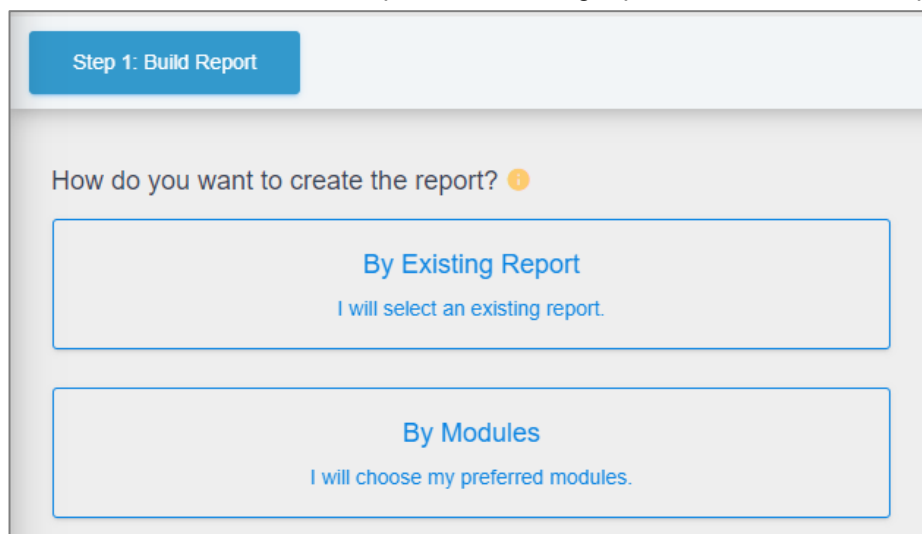 Step 1: Build Report
How do you want to create the report?
By Existing Report
I will select an existing report.
By Modules
I will choose my preferred modules.